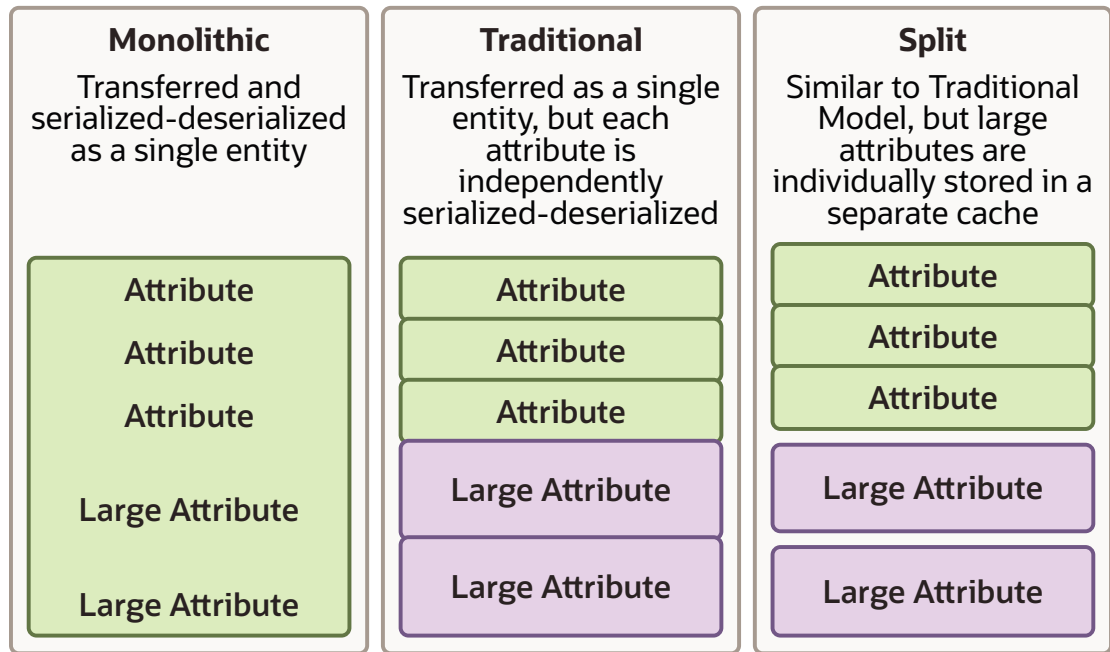 Monolithic
Transferred and
serialized-deserialized
as a single entity
Attribute
Attribute
Attribute
Large Attribute
Large Attribute
Traditional
Transferred as a single
entity, but each
attribute is
independently
serialized-deserialized
Attribute
Attribute
Attribute
Large Attribute
Large Attribute
Split
Similar to Traditional
Model, but large
attributes are
individually stored in a
separate cache
Attribute
Attribute
Attribute
Large Attribute
Large Attribute